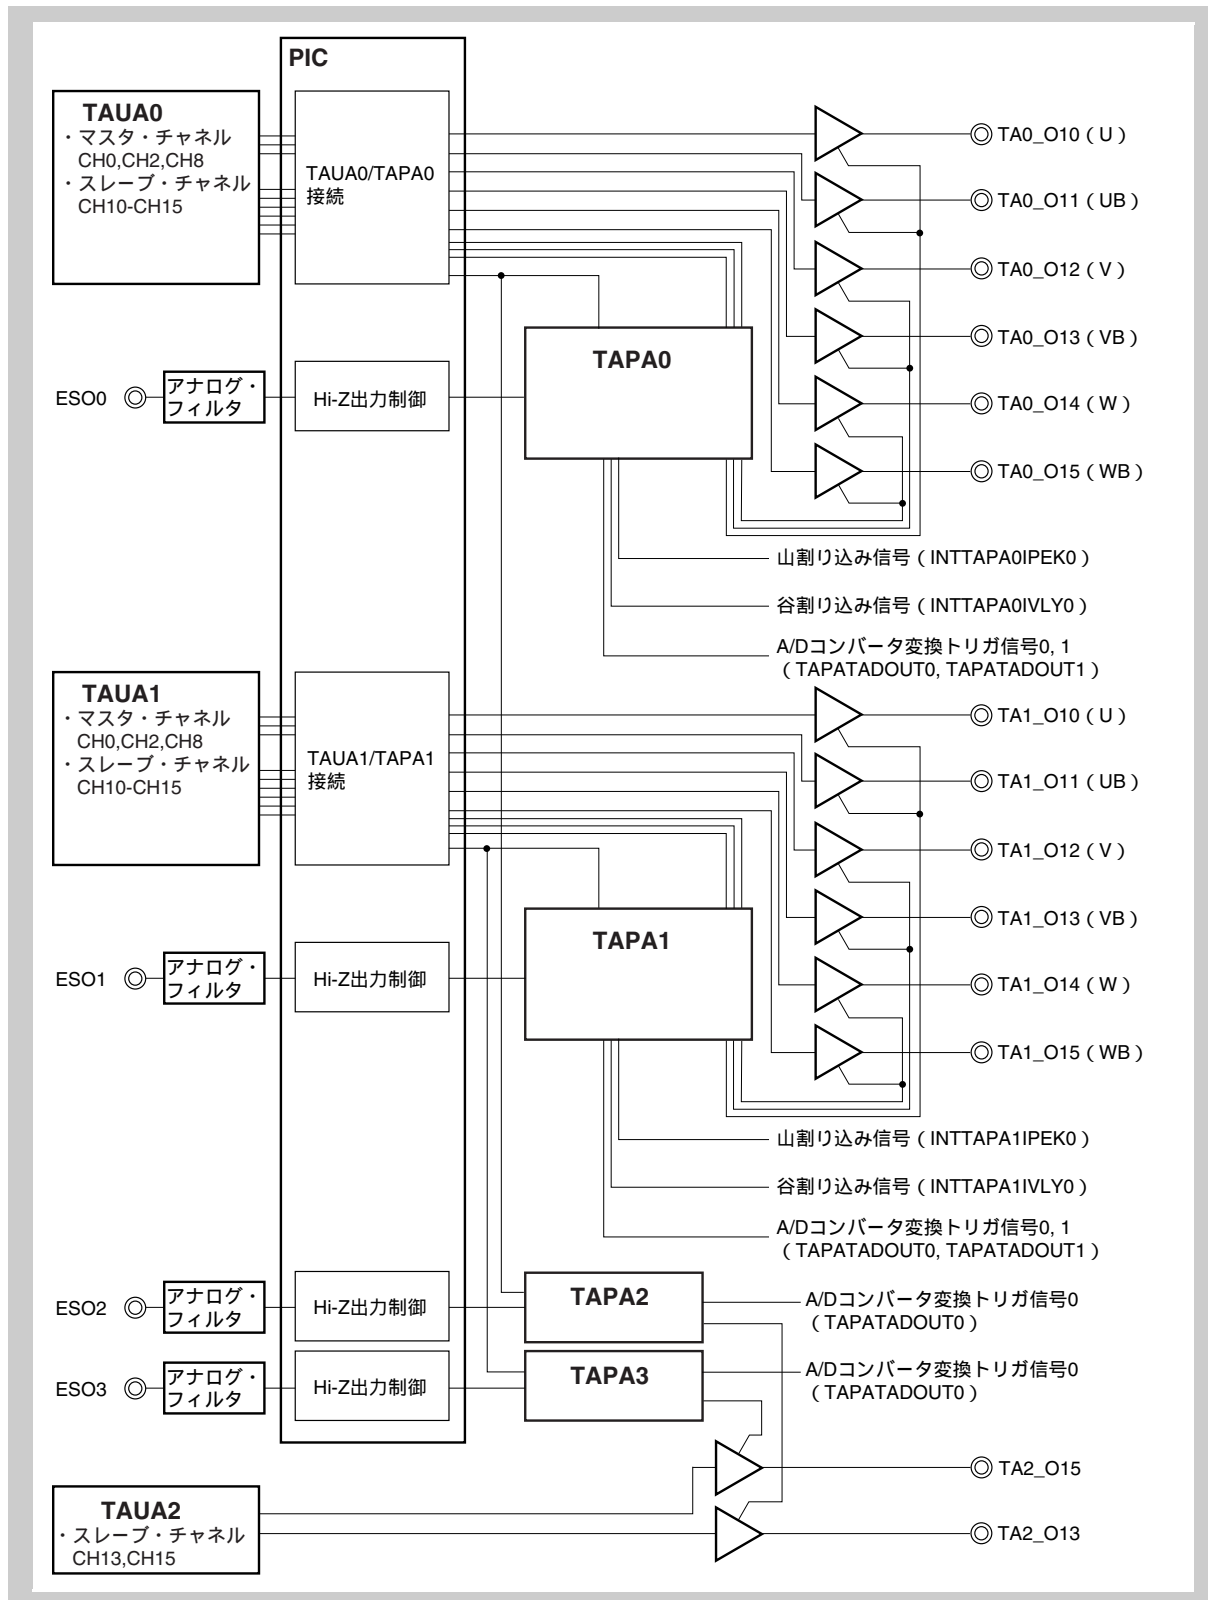 PIC
TAUA0
・マスタ・チャネル
CH0,CH2,CH8
・スレーブ・チャネル
CH10-CH15
TAUA0/TAPA0
接続
TA0_O10（U）
TA0_O11（UB）
TA0_O12（V）
TA0_O13（VB）
TA0_O14（W）
TA0_O15（WB）
TAPA0
ESO0
アナログ・
フィルタ
Hi-Z出力制御
山割り込み信号（INTTAPA0IPEK0）
谷割り込み信号（INTTAPA0IVLY0）
A/Dコンバータ変換トリガ信号0, 1
（TAPATADOUT0, TAPATADOUT1）
TAUA1
・マスタ・チャネル
CH0,CH2,CH8
・スレーブ・チャネル
CH10-CH15
TAUA1/TAPA1
接続
TA1_O10（U）
TA1_O11（UB）
TA1_O12（V）
TA1_O13（VB）
TA1_O14（W）
TA1_O15（WB）
TAPA1
ESO1
アナログ・
フィルタ
Hi-Z出力制御
山割り込み信号（INTTAPA1IPEK0）
谷割り込み信号（INTTAPA1IVLY0）
A/Dコンバータ変換トリガ信号0, 1
（TAPATADOUT0, TAPATADOUT1）
ESO2
アナログ・
フィルタ
Hi-Z出力制御
TAPA2
A/Dコンバータ変換トリガ信号0
（TAPATADOUT0）
ESO3
アナログ・
フィルタ
Hi-Z出力制御
TAPA3
A/Dコンバータ変換トリガ信号0
（TAPATADOUT0）
TA2_O15
TAUA2
・スレーブ・チャネル
CH13,CH15
TA2_O13